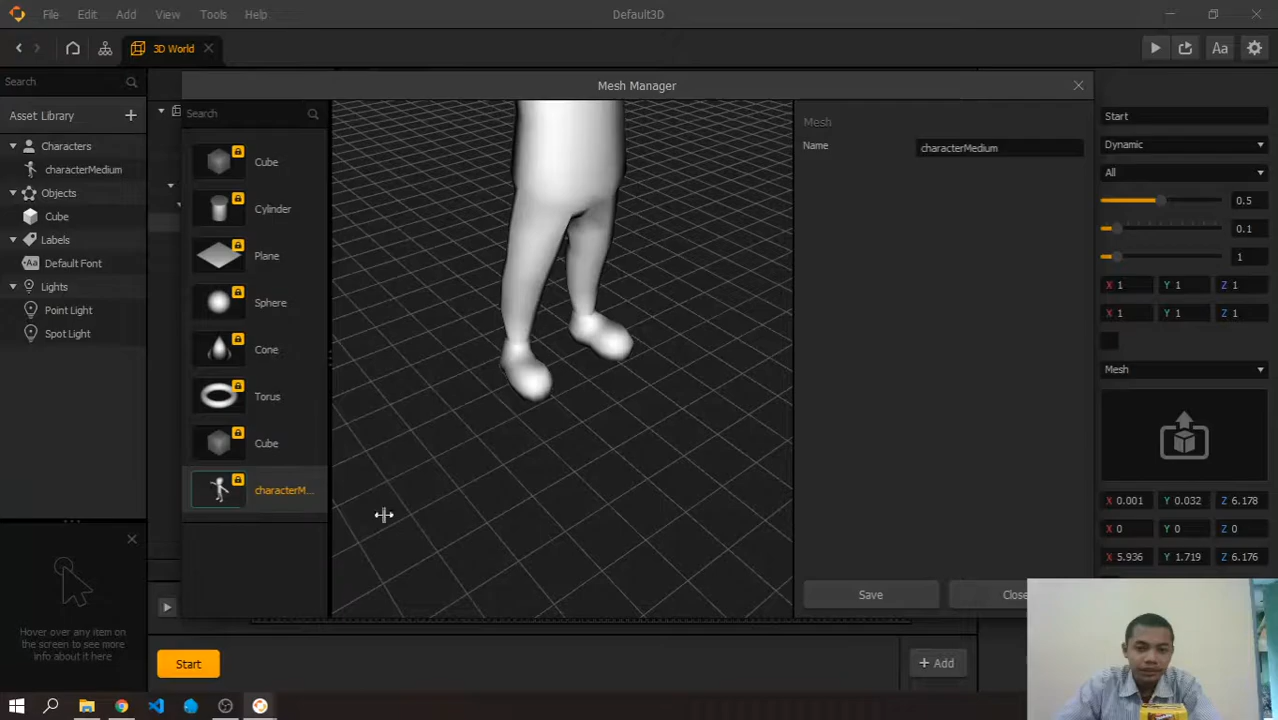 File Edit Add View Tools Help Default3D
3D World Aa
Search Mesh Manager
Asset Library Search Mesh Start
Characters Name characterMedium Dynamic
characterMedium Cube All
Objects 0.5
Cube Cylinder 0.1
Labels Plane 1
Default Font X 1 Y 1 Z 1
Lights Sphere X 1 Y 1 Z 1
Point Light
Spot Light Cone Mesh
Torus
Cube
characterM... X 0.001 Y 0.032 Z 6.178
X 0 Y 0 Z 0
X 5.936 Y 1.719 Z 6.176
Save Close
Hover over any item on
the screen to see more
info about it here
Start Add